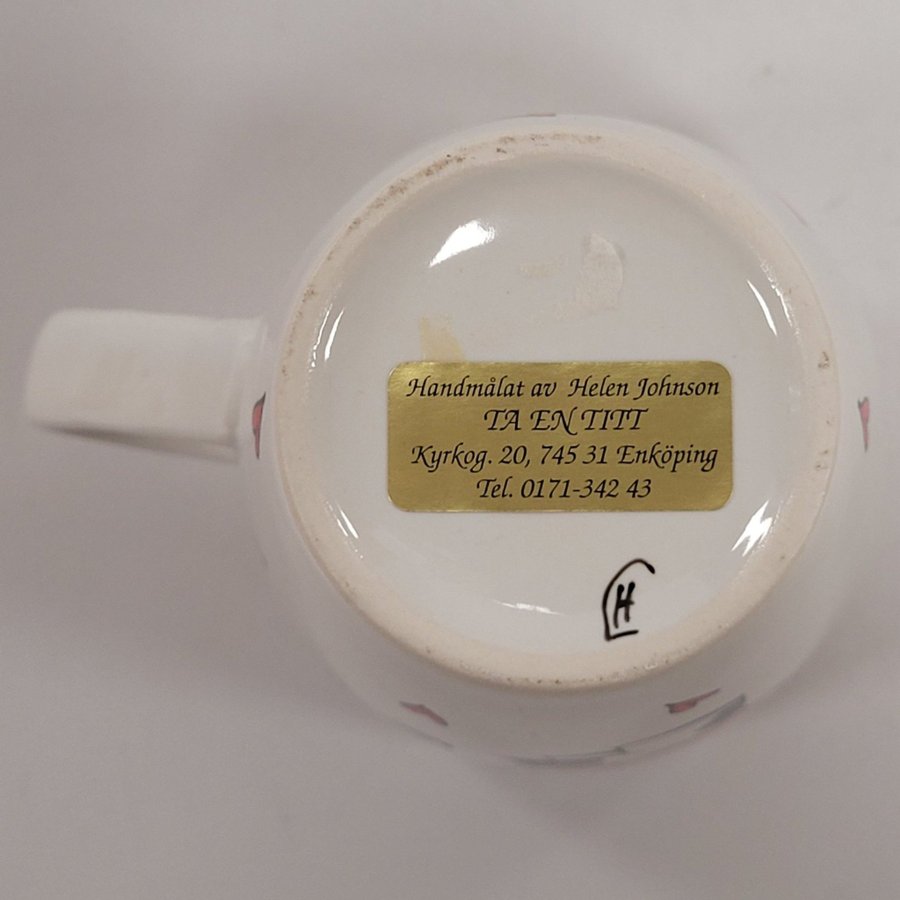 Handmålat av Helen Johnson
TA EN TITT
Kyrkog. 20, 745 31 Enköping
Tel. 0171-342 43
H